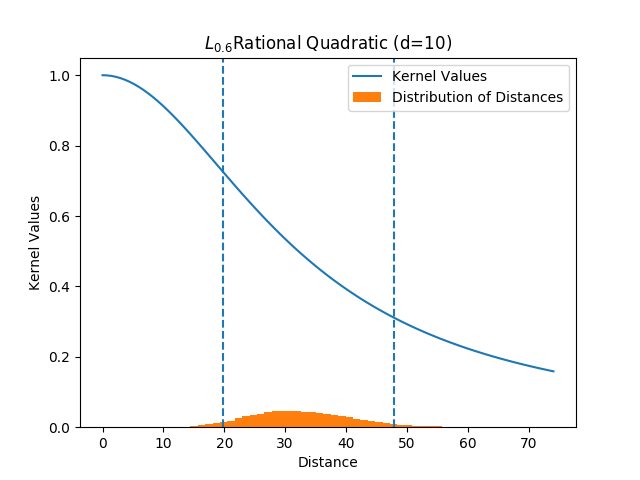 L0.6Rational Quadratic (d=10)
Kernel Values
Distribution of Distances
Kernel Values
1.0
0.8
0.6
0.4
0.2
0.0
0 10 20 30 40 50 60 70
Distance